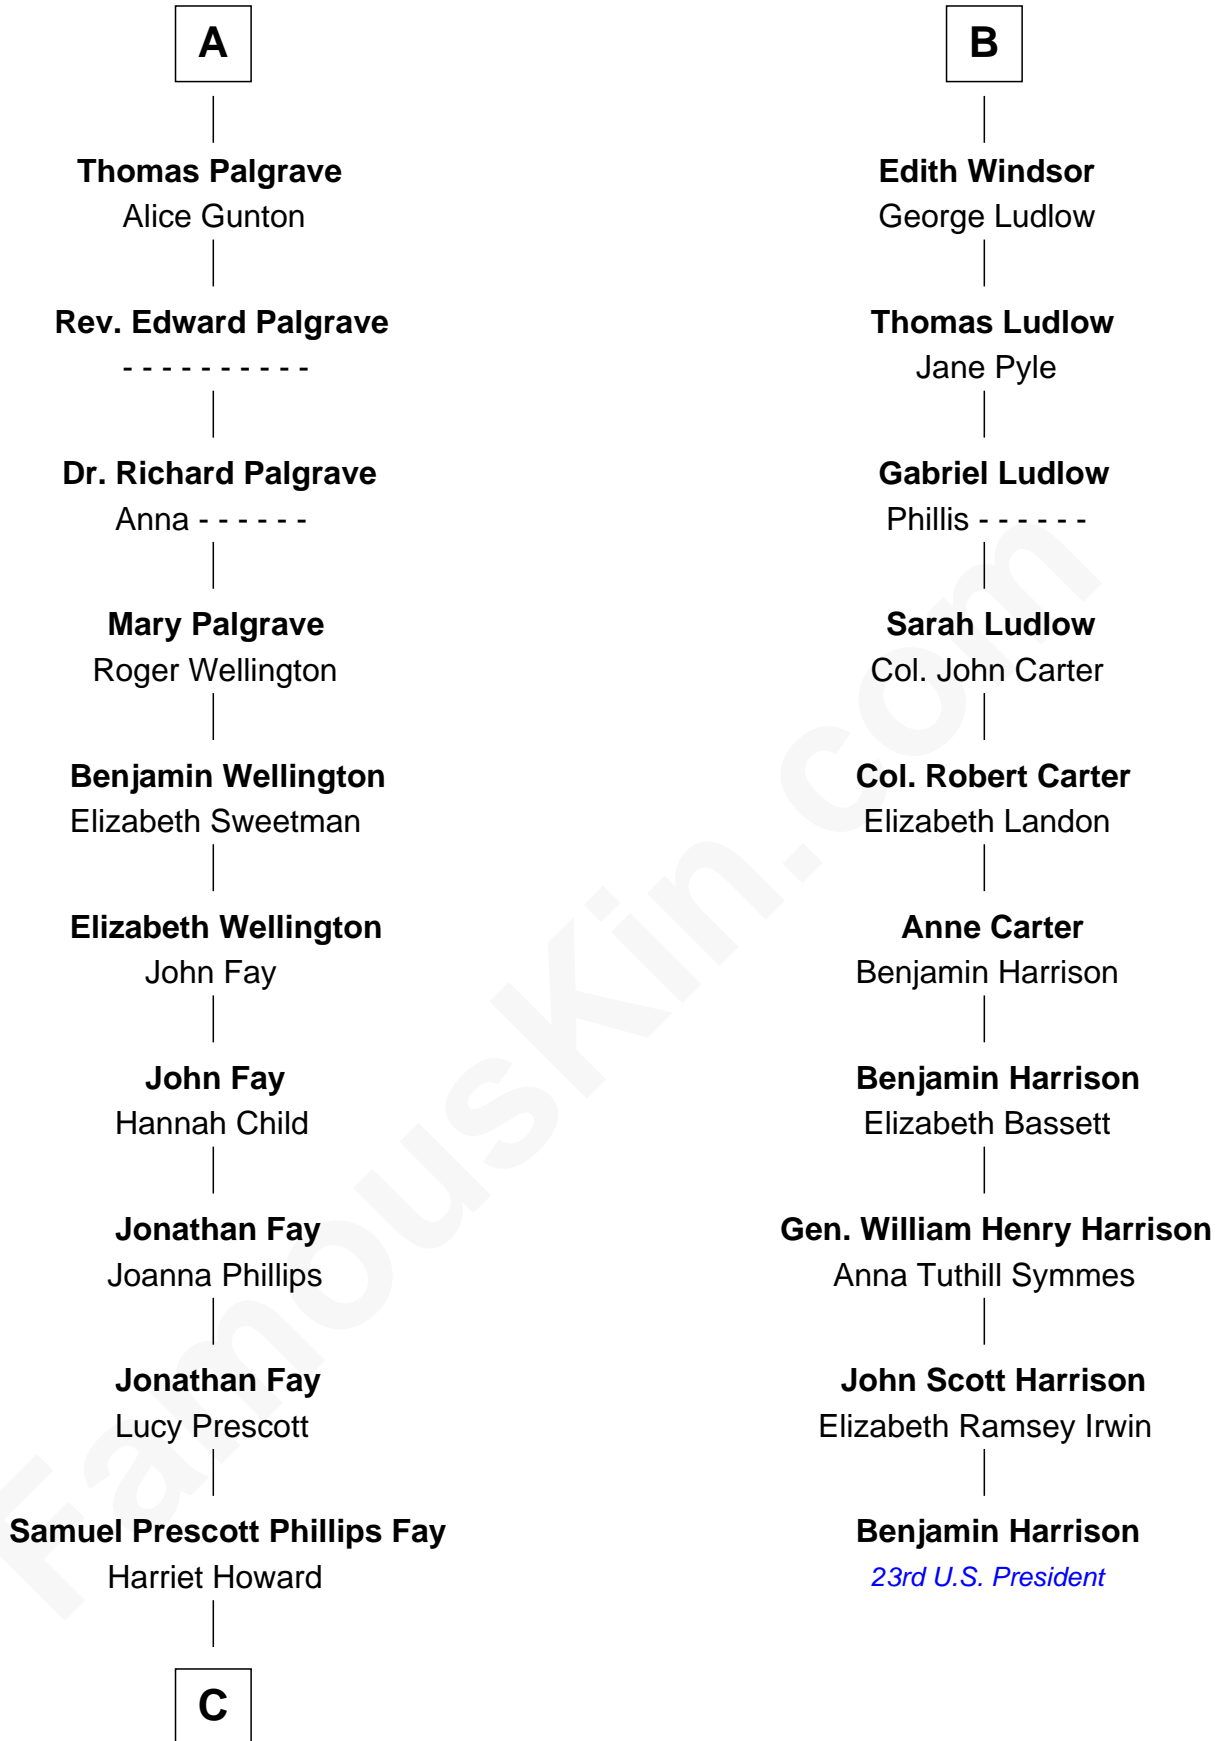 A
Thomas Palgrave
Alice Gunton
Rev. Edward Palgrave
- - - - - - - - - -
Dr. Richard Palgrave
Anna - - - - - -
Mary Palgrave
Roger Wellington
Benjamin Wellington
Elizabeth Sweetman
Elizabeth Wellington
John Fay
John Fay
Hannah Child
Jonathan Fay
Joanna Phillips
Jonathan Fay
Lucy Prescott
Samuel Prescott Phillips Fay
Harriet Howard
C
B
Edith Windsor
George Ludlow
Thomas Ludlow
Jane Pyle
Gabriel Ludlow
Phillis - - - - - -
Sarah Ludlow
Col. John Carter
Col. Robert Carter
Elizabeth Landon
Anne Carter
Benjamin Harrison
Benjamin Harrison
Elizabeth Bassett
Gen. William Henry Harrison
Anna Tuthill Symmes
John Scott Harrison
Elizabeth Ramsey Irwin
Benjamin Harrison
23rd U.S. President
FamousKin.com